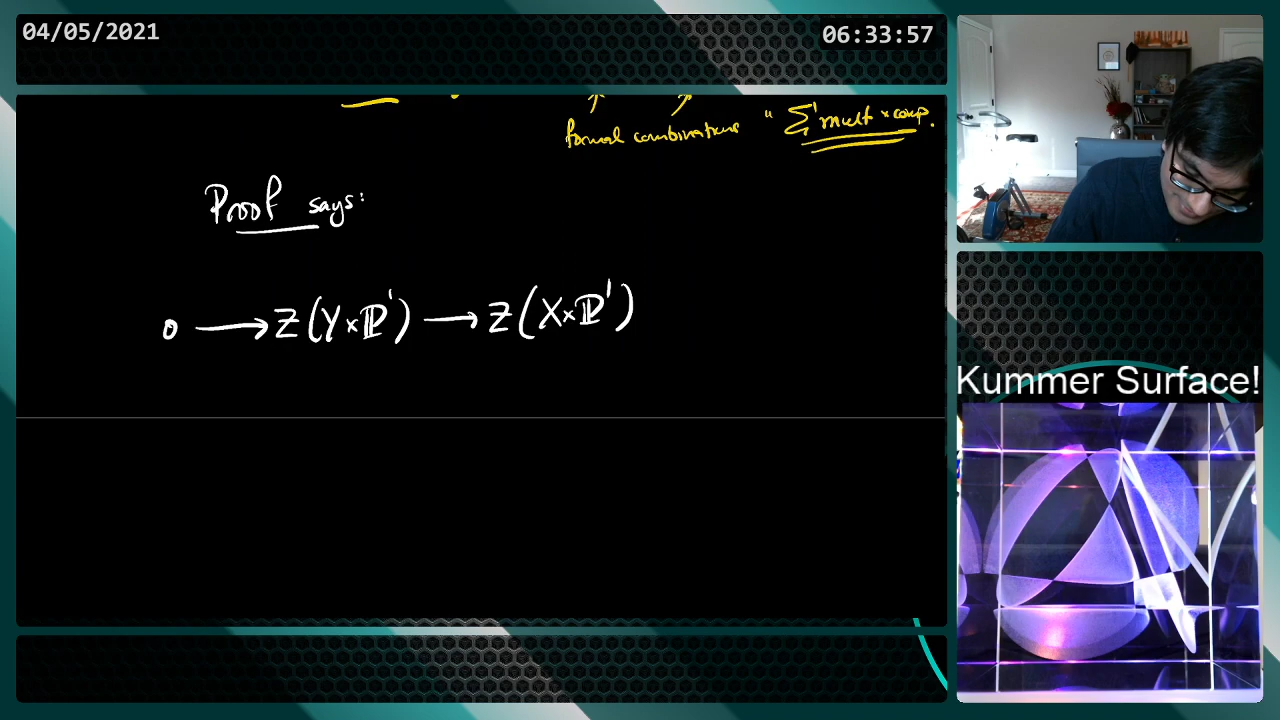 04/05/2021
06:33:57
formal combinations "Σ mult × comp.
Proof says:
0 ⟶ Z(Y×ℙ¹) ⟶ Z(X×ℙ¹)
Kummer Surface!